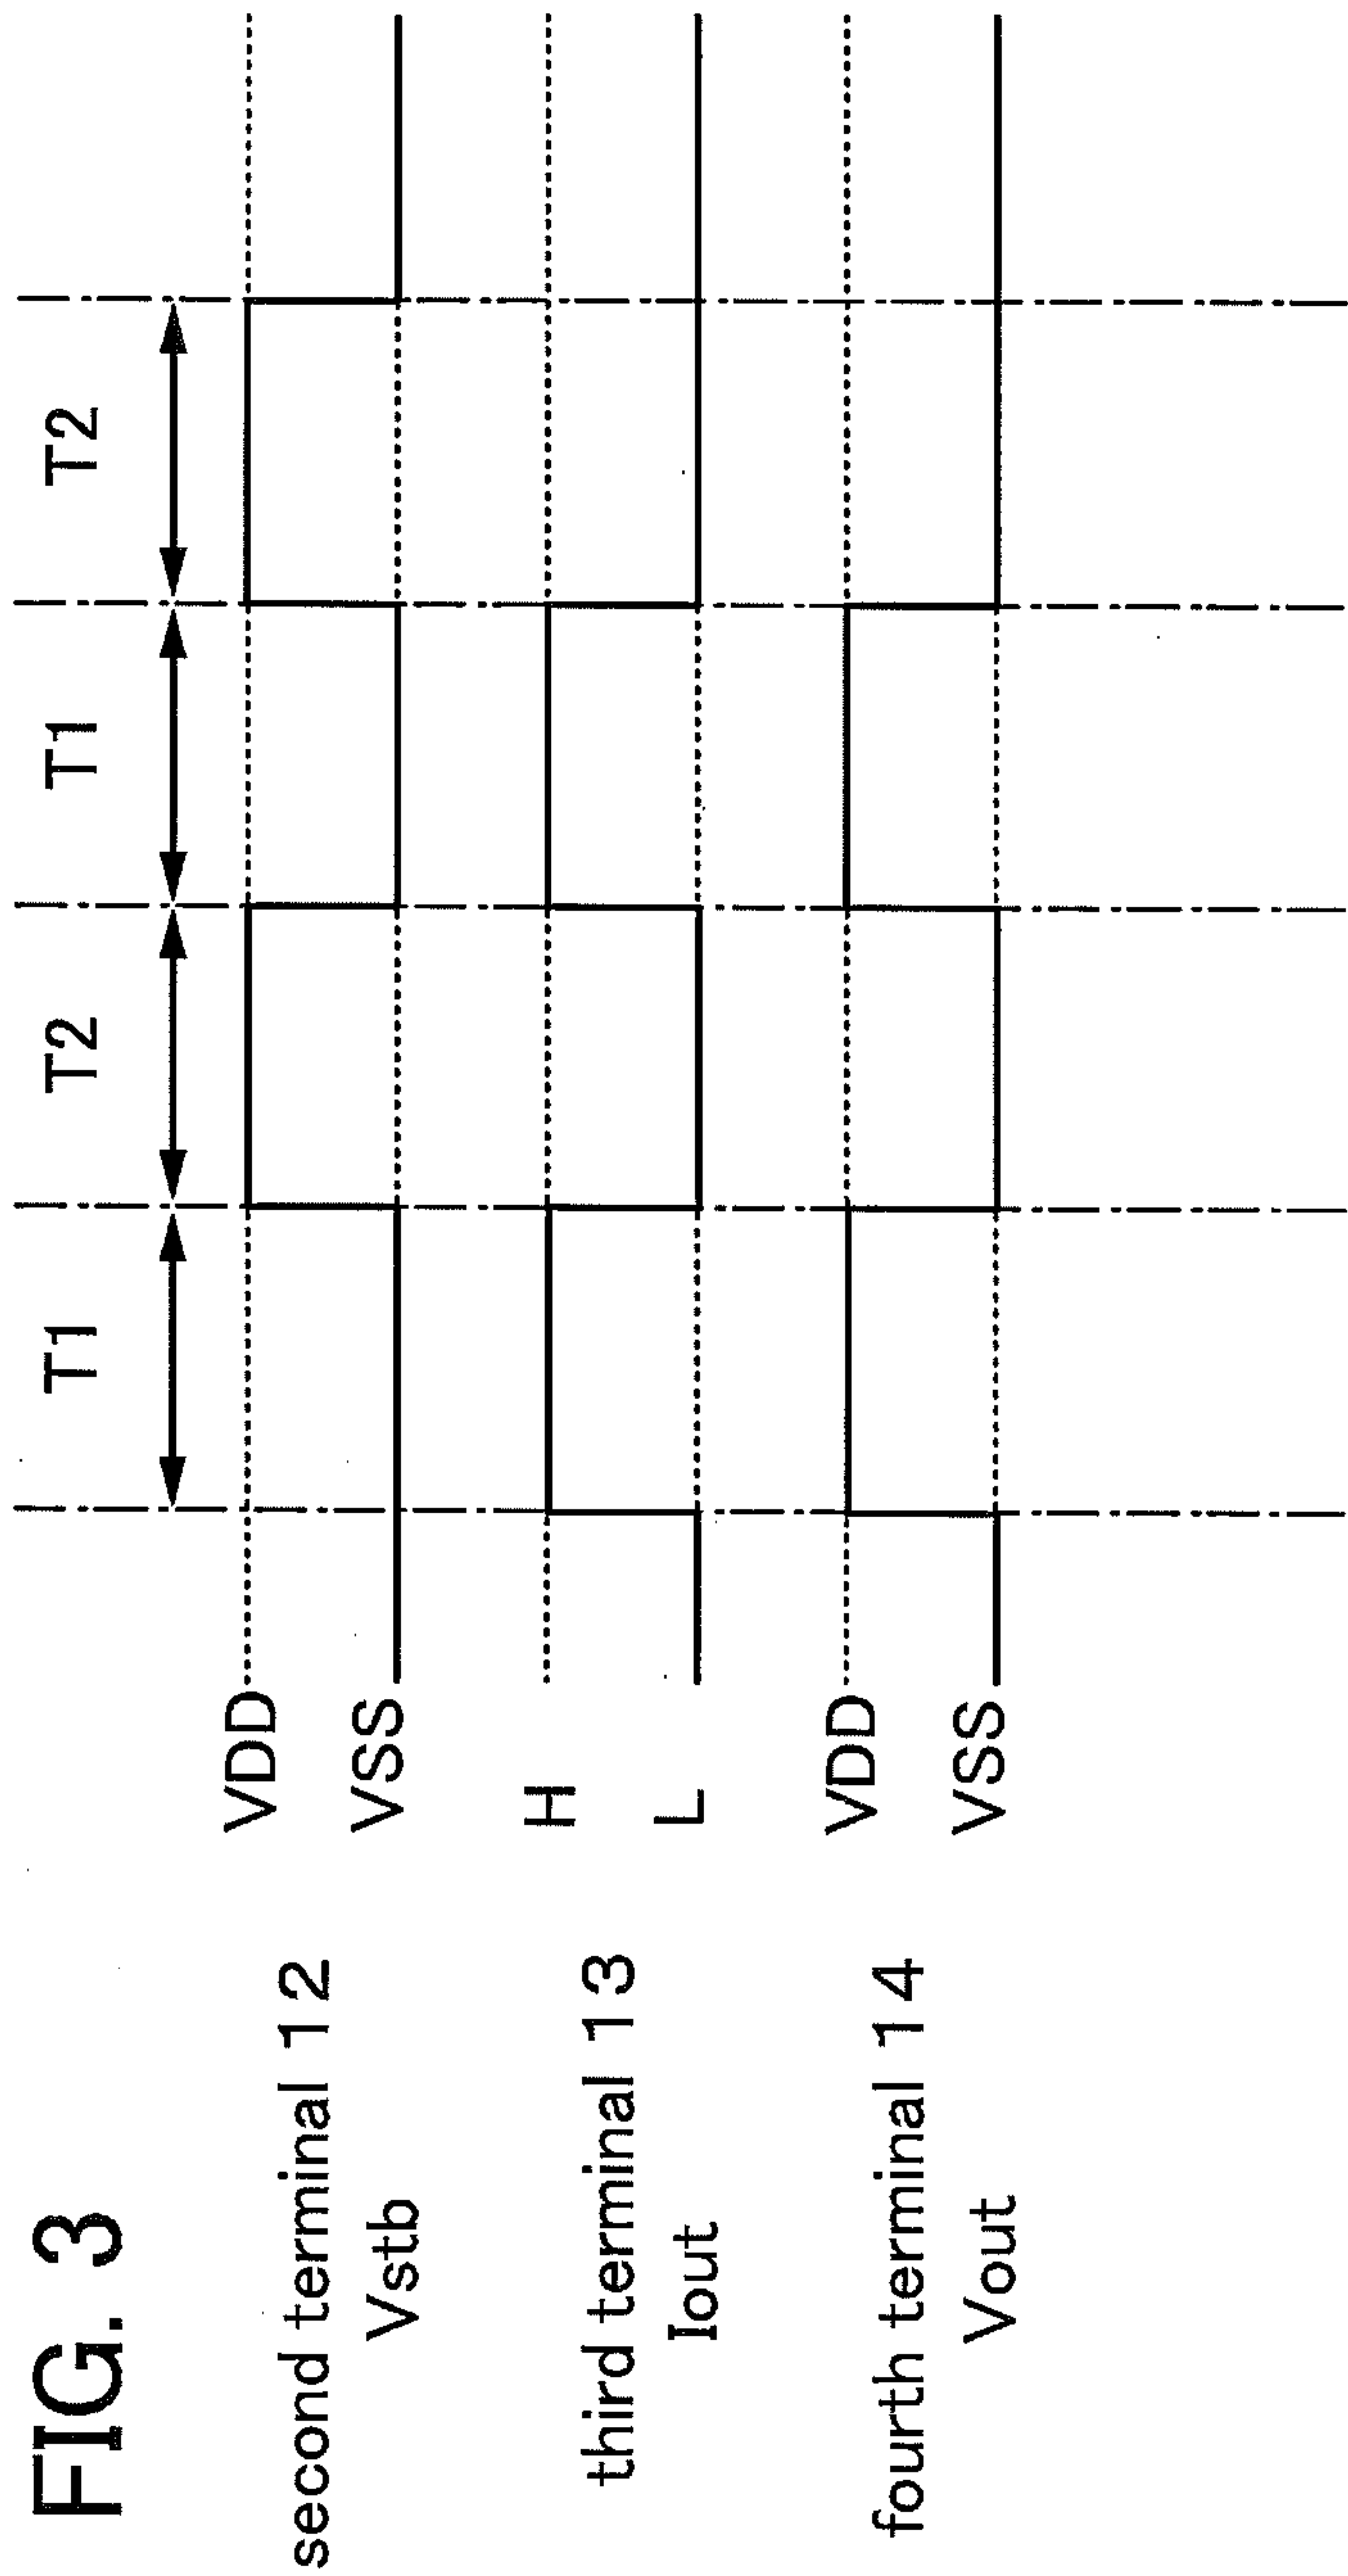 FIG. 3
T1 T2 T1 T2
second terminal 12
Vstb
VDD
VSS
third terminal 13
Iout
H
L
fourth terminal 14
Vout
VDD
VSS